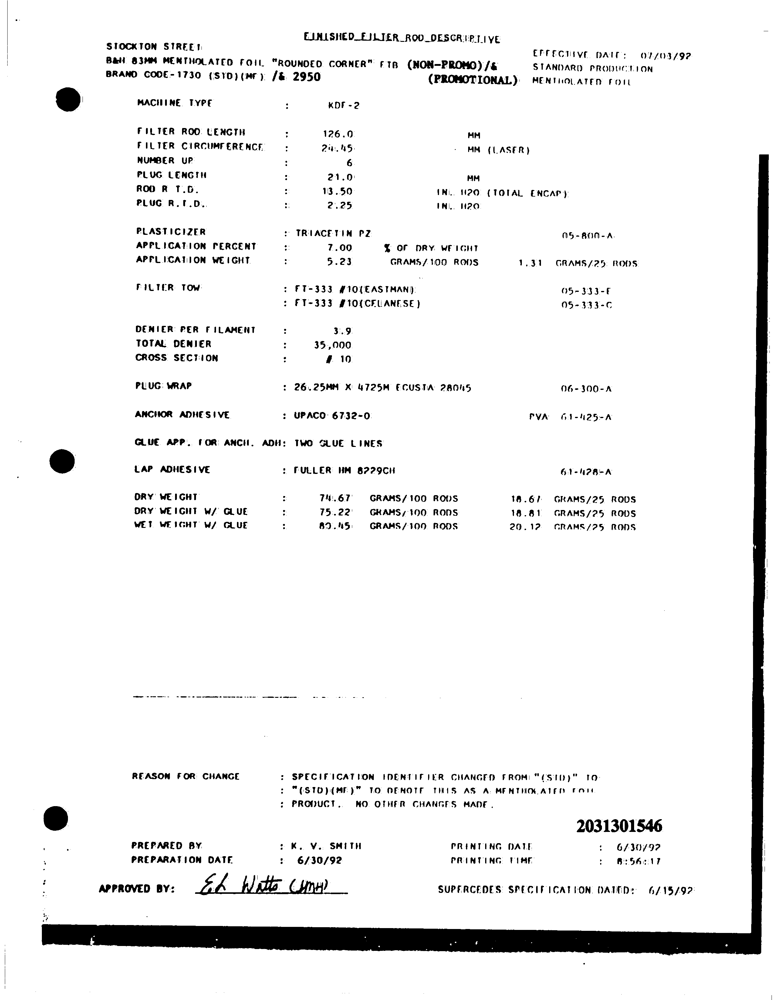 FINISHED FILTER ROD DESCRIPTIVE
STOCKTON STREET EFFECTIVE DATE: 07/03/92
B&H 83MM MENTHOLATED FOIL "ROUNDED CORNER" FTB (NON-PROMO)/& STANDARD PRODUCTION
BRAND CODE-1730 (STD)(MF) /& 2950 (PROMOTIONAL) MENTHOLATED FOIL
MACHINE TYPE : KDF-2
FILTER ROD LENGTH : 126.0 MM
FILTER CIRCUMFERENCE : 24.45 MM (LASER)
NUMBER UP : 6
PLUG LENGTH : 21.0 MM
ROD R T.D. : 13.50 IN. H2O (TOTAL ENCAP)
PLUG R.T.D. : 2.25 IN. H2O
PLASTICIZER : TRIACETIN PZ 05-800-A
APPLICATION PERCENT : 7.00 % OF DRY WEIGHT
APPLICATION WEIGHT : 5.23 GRAMS/100 RODS 1.31 GRAMS/25 RODS
FILTER TOW : FT-333 #10(EASTMAN) 05-333-F
: FT-333 #10(CELANESE) 05-333-C
DENIER PER FILAMENT : 3.9
TOTAL DENIER : 35,000
CROSS SECTION : # 10
PLUG WRAP : 26.25MM X 4725M ECUSTA 28045 06-300-A
ANCHOR ADHESIVE : UPACO 6732-0 PVA 61-425-A
GLUE APP. FOR ANCH. ADH: TWO GLUE LINES
LAP ADHESIVE : FULLER HM 8229CH 61-428-A
DRY WEIGHT : 74.67 GRAMS/100 RODS 18.67 GRAMS/25 RODS
DRY WEIGHT W/ GLUE : 75.22 GRAMS/100 RODS 18.81 GRAMS/25 RODS
WET WEIGHT W/ GLUE : 80.45 GRAMS/100 RODS 20.12 GRAMS/25 RODS
REASON FOR CHANGE : SPECIFICATION IDENTIFIER CHANGED FROM "(STD)" TO
: "(STD)(MF)" TO DENOTE THIS AS A MENTHOLATED FOIL
: PRODUCT. NO OTHER CHANGES MADE.
2031301546
PREPARED BY : K. V. SMITH PRINTING DATE : 6/30/92
PREPARATION DATE : 6/30/92 PRINTING TIME : 8:56:17
APPROVED BY: Ed Watts (HMH) SUPERCEDES SPECIFICATION DATED: 6/15/92